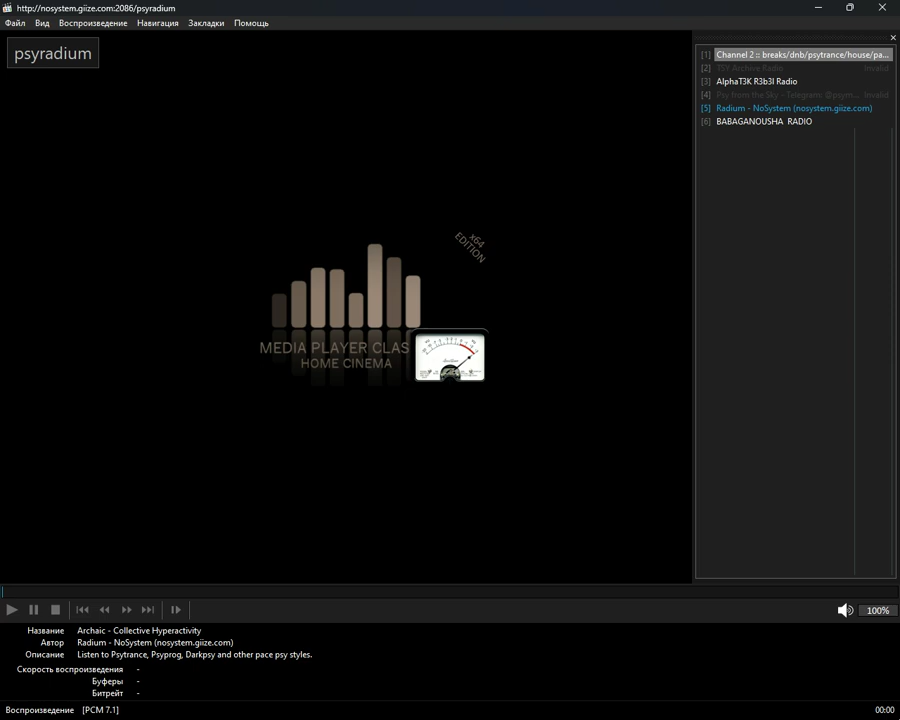 http://nosystem.giize.com:2086/psyradium
Файл Вид Воспроизведение Навигация Закладки Помощь
psyradium
[1] Channel 2 :: breaks/dnb/psytrance/house/pa...
[2] TSY Archive Radio Invalid
[3] AlphaT3K R3b3l Radio
[4] Psy from the Sky - Telegram: @psym... Invalid
[5] Radium - NoSystem (nosystem.giize.com)
[6] BABAGANOUSHA RADIO
x64
EDITION
MEDIA PLAYER CLAS
HOME CINEMA
100%
Название Archaic - Collective Hyperactivity
Автор Radium - NoSystem (nosystem.giize.com)
Описание Listen to Psytrance, Psyprog, Darkpsy and other pace psy styles.
Скорость воспроизведения -
Буферы -
Битрейт -
Воспроизведение [PCM 7.1] 00:00